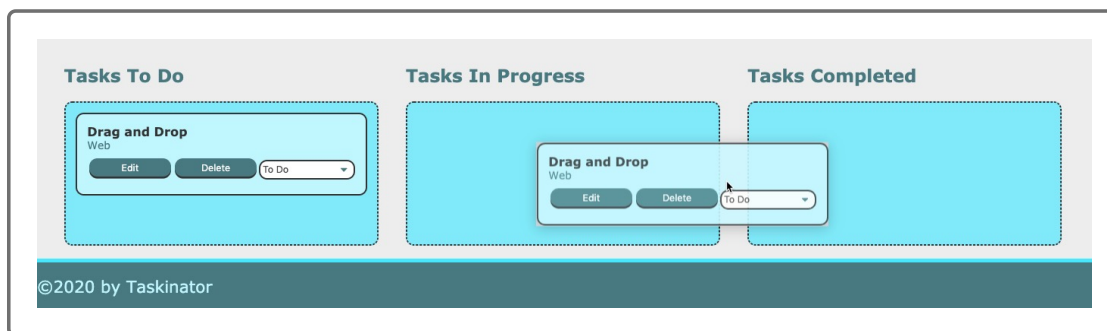 Tasks To Do
Tasks In Progress
Tasks Completed
Drag and Drop
Web
Edit
Delete
To Do
Drag and Drop
Web
Edit
Delete
To Do
©2020 by Taskinator